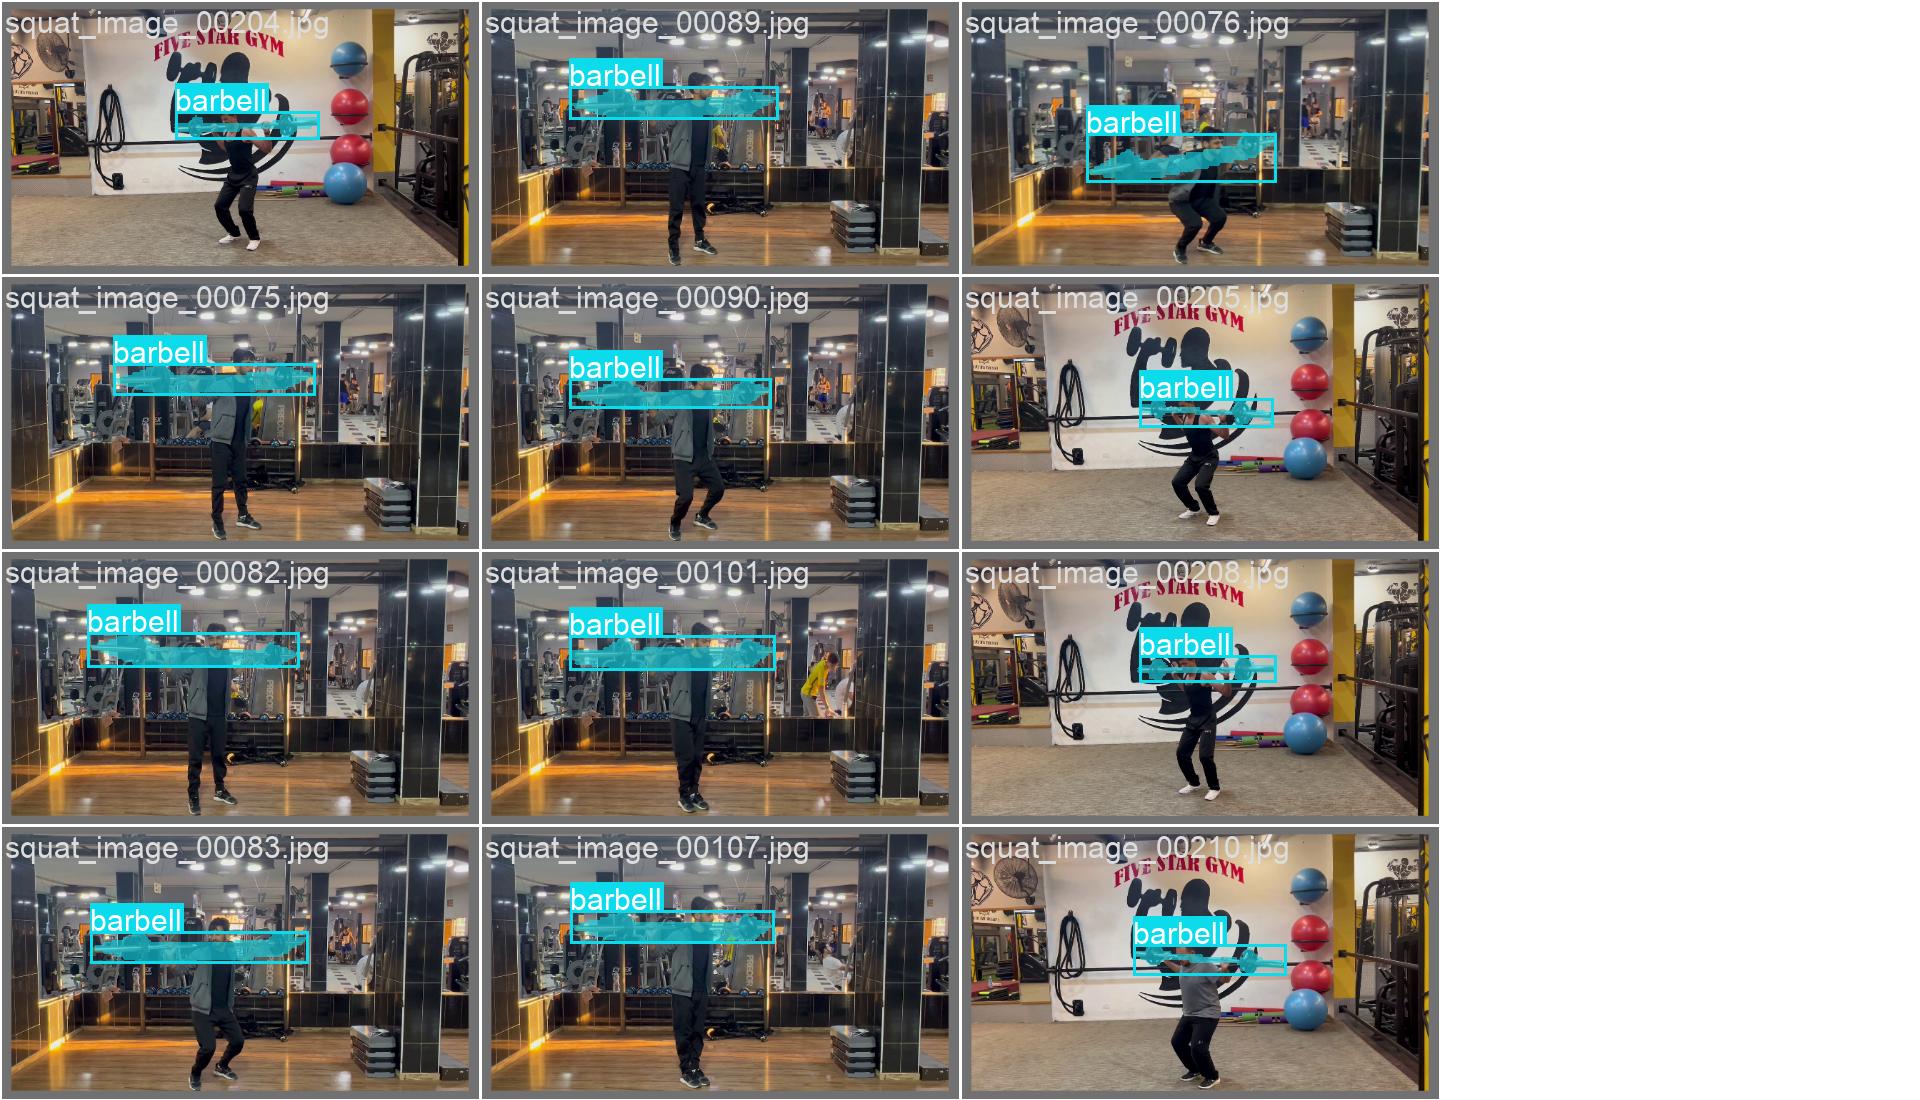 squat_image_00204.jpg
FIVE STAR GYM
barbell
squat_image_00089.jpg
barbell
squat_image_00076.jpg
barbell
squat_image_00075.jpg
barbell
squat_image_00090.jpg
barbell
squat_image_00205.jpg
FIVE STAR GYM
barbell
squat_image_00082.jpg
barbell
squat_image_00101.jpg
barbell
squat_image_00208.jpg
FIVE STAR GYM
barbell
squat_image_00083.jpg
barbell
squat_image_00107.jpg
barbell
squat_image_00210.jpg
FIVE STAR GYM
barbell